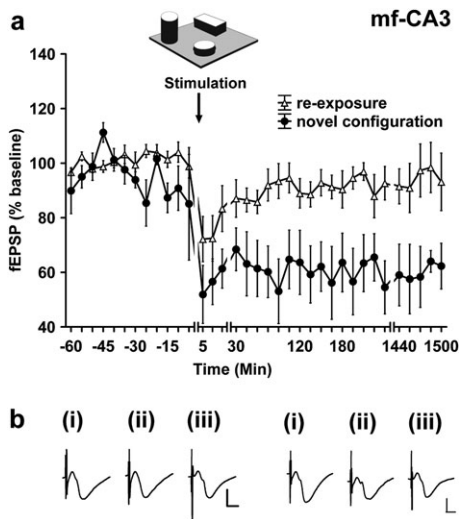 a
mf-CA3
Stimulation
re-exposure
novel configuration
fEPSP (% baseline)
140
120
100
80
60
40
-60 -45 -30 -15 5 30 120 180 1440 1500
Time (Min)
b
(i) (ii) (iii) (i) (ii) (iii)